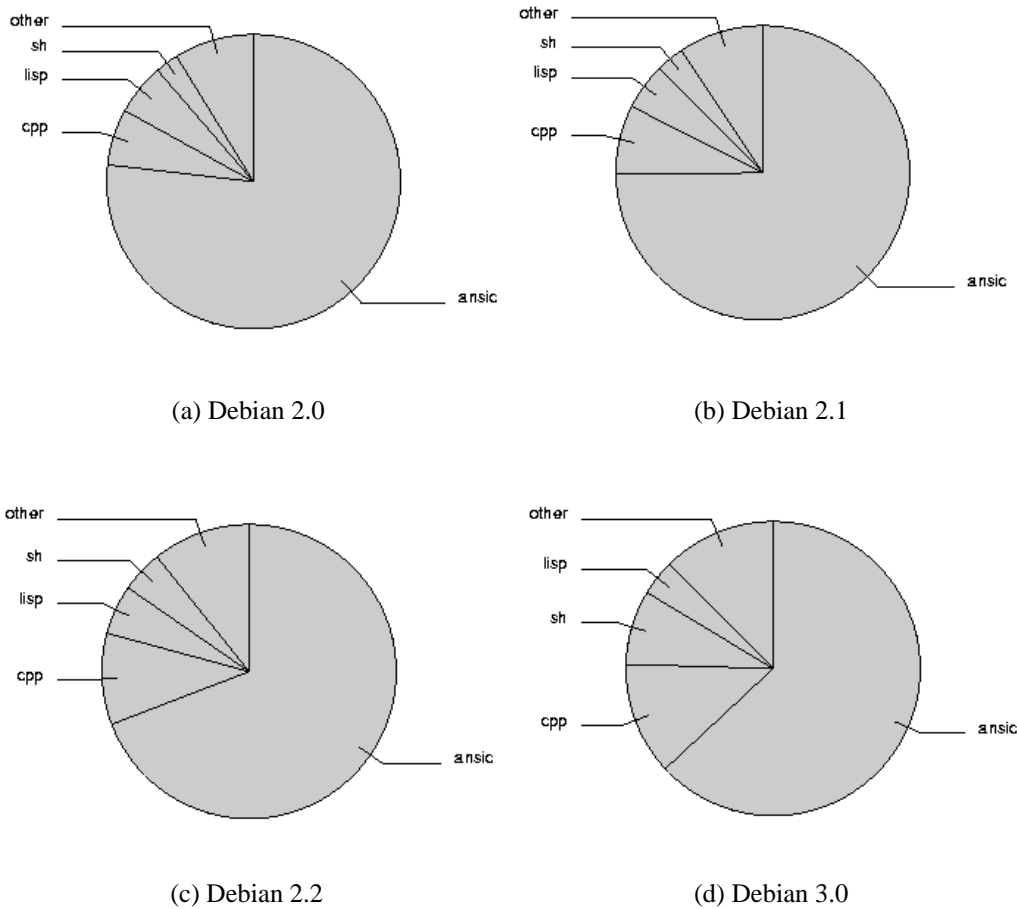 other
sh
lisp
cpp
ansic
(a) Debian 2.0
other
sh
lisp
cpp
ansic
(b) Debian 2.1
other
sh
lisp
cpp
ansic
(c) Debian 2.2
other
lisp
sh
cpp
ansic
(d) Debian 3.0